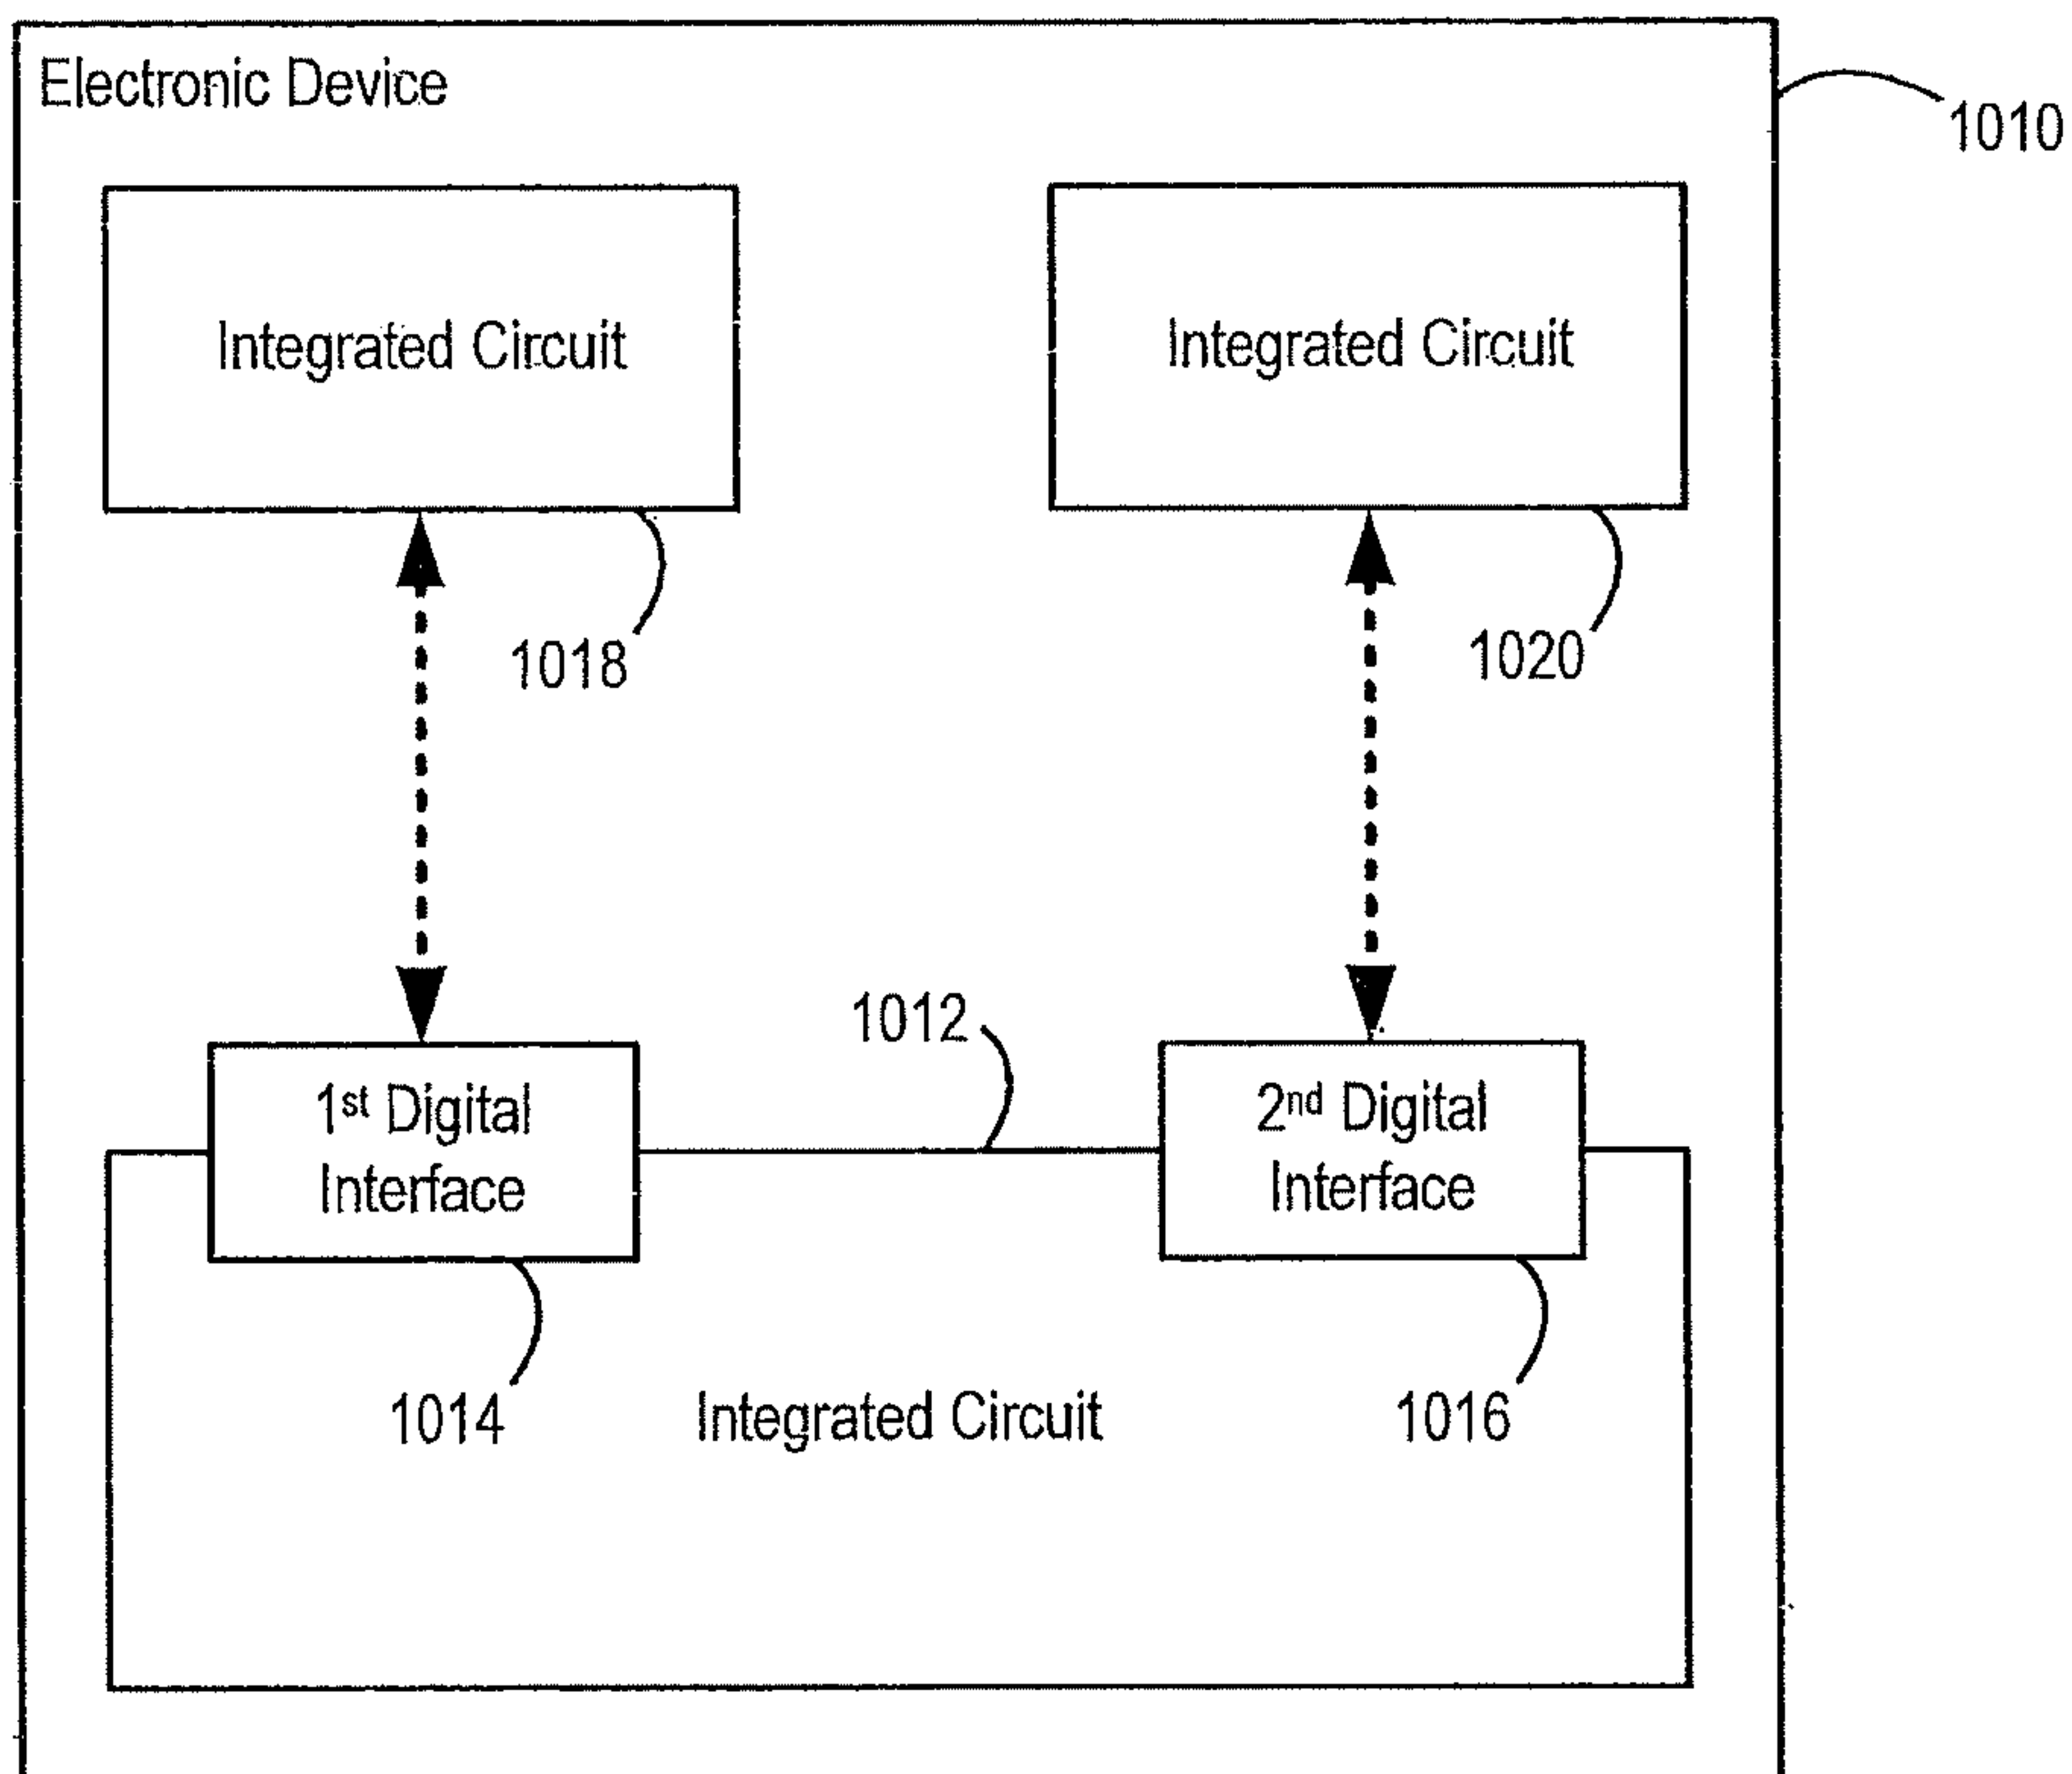 Electronic Device
1010
Integrated Circuit
Integrated Circuit
1018
1020
1012
1st Digital
Interface
2nd Digital
Interface
1014
Integrated Circuit
1016